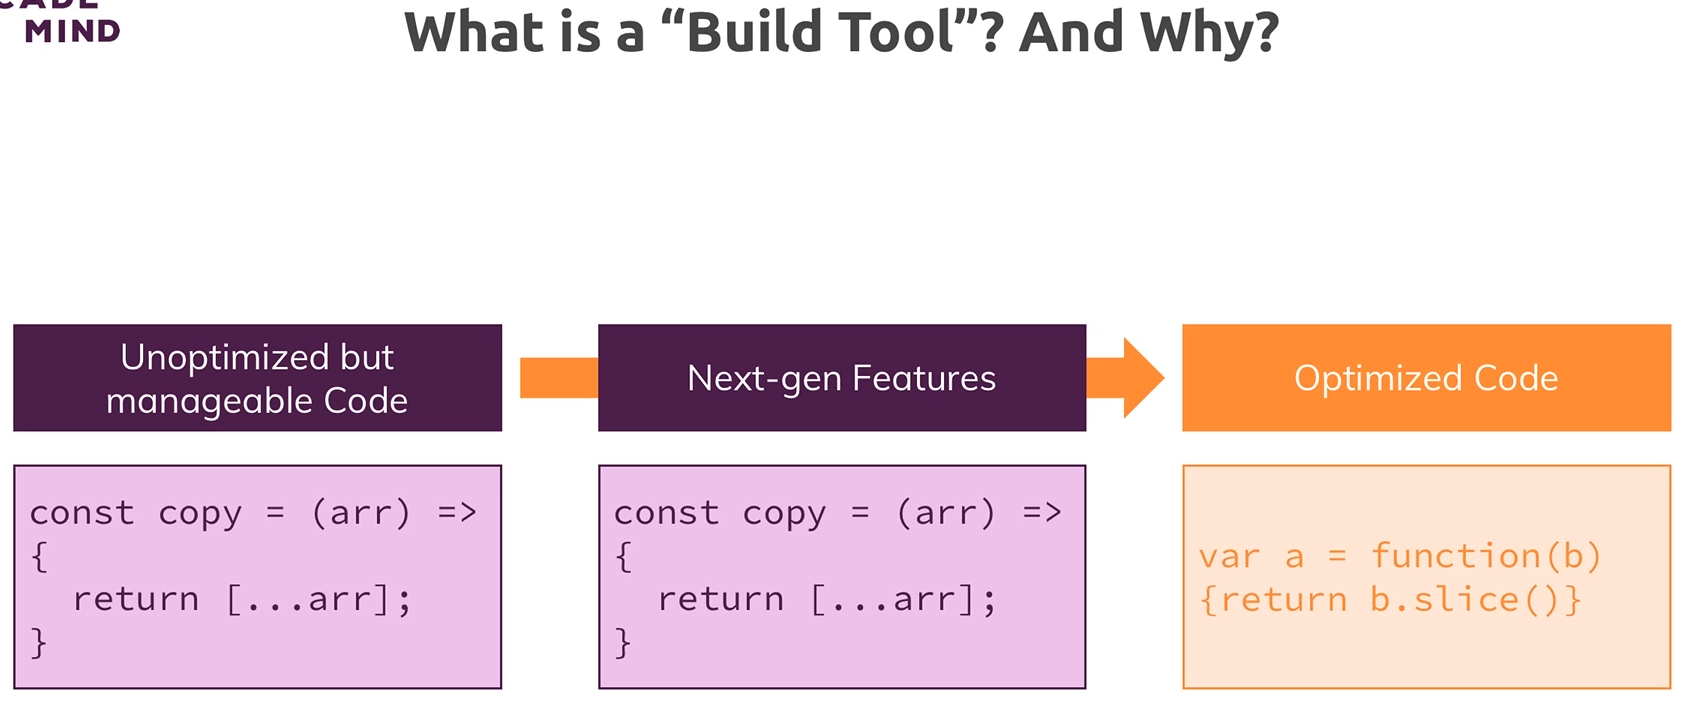 MIND
What is a “Build Tool”? And Why?
Unoptimized but
manageable Code
Next-gen Features
Optimized Code
const copy = (arr) =>
{
  return [...arr];
}
const copy = (arr) =>
{
  return [...arr];
}
var a = function(b)
{return b.slice()}